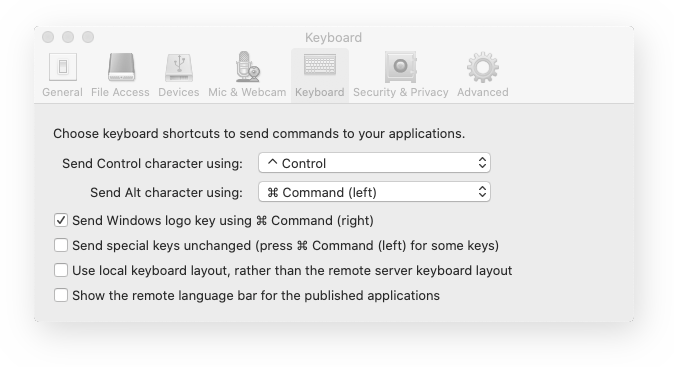 Keyboard
General File Access Devices Mic & Webcam Keyboard Security & Privacy Advanced
Choose keyboard shortcuts to send commands to your applications.
Send Control character using: ⌃ Control
Send Alt character using: ⌘ Command (left)
Send Windows logo key using ⌘ Command (right)
Send special keys unchanged (press ⌘ Command (left) for some keys)
Use local keyboard layout, rather than the remote server keyboard layout
Show the remote language bar for the published applications